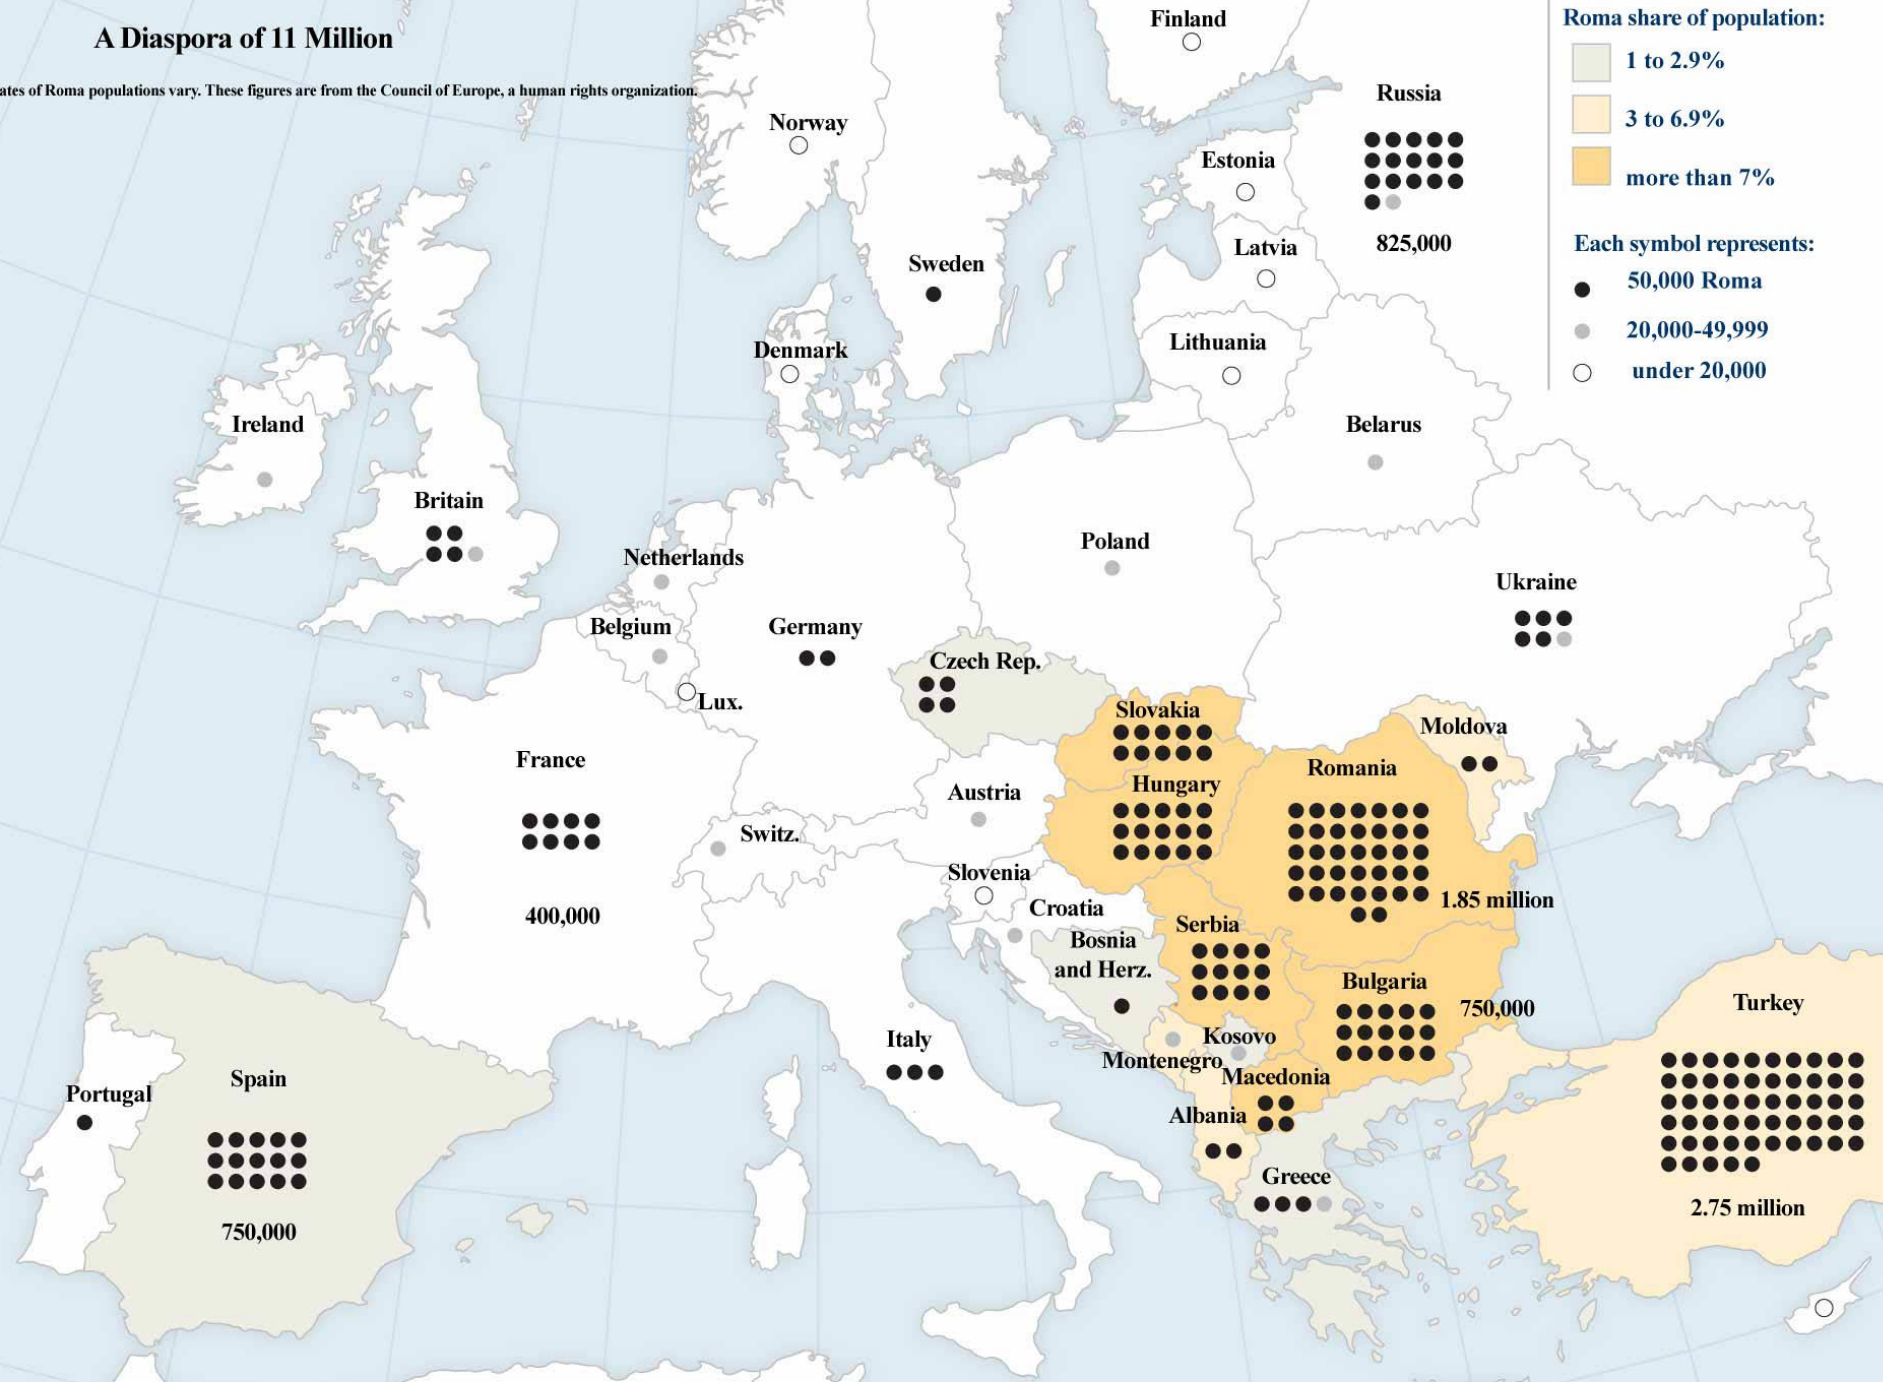 A Diaspora of 11 Million
ates of Roma populations vary. These figures are from the Council of Europe, a human rights organization.
Roma share of population:
1 to 2.9%
3 to 6.9%
more than 7%
Each symbol represents:
50,000 Roma
20,000-49,999
under 20,000
Finland
Russia
825,000
Norway
Estonia
Latvia
Sweden
Lithuania
Denmark
Ireland
Belarus
Britain
Netherlands
Poland
Ukraine
Belgium
Germany
Czech Rep.
Lux.
Slovakia
Moldova
France
400,000
Hungary
Romania
1.85 million
Austria
Switz.
Slovenia
Croatia
Bosnia
and Herz.
Serbia
Bulgaria
750,000
Turkey
2.75 million
Italy
Kosovo
Montenegro
Macedonia
Albania
Greece
Portugal
Spain
750,000